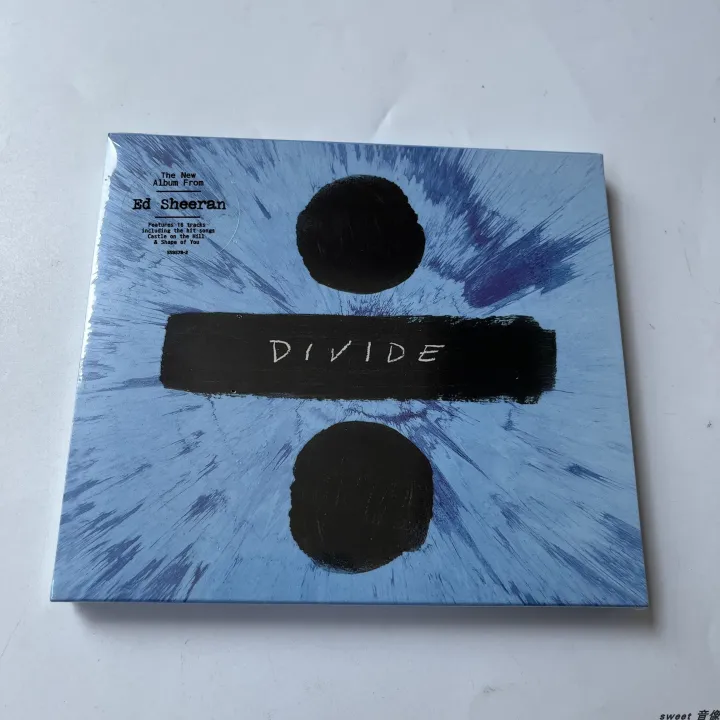 The New
Album From
Ed Sheeran
Features 16 tracks
including the hit songs
Castle on the Hill
& Shape of You
DIVIDE
sweet 音像